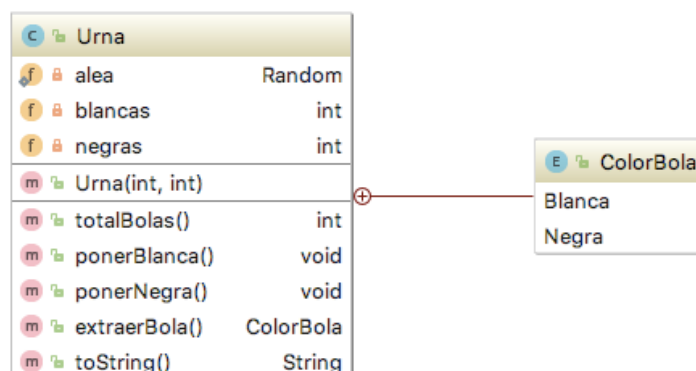 C Urna
f alea Random
f blancas int
f negras int
m Urna(int, int)
m totalBolas() int
m ponerBlanca() void
m ponerNegra() void
m extraerBola() ColorBola
m toString() String
E ColorBola
Blanca
Negra